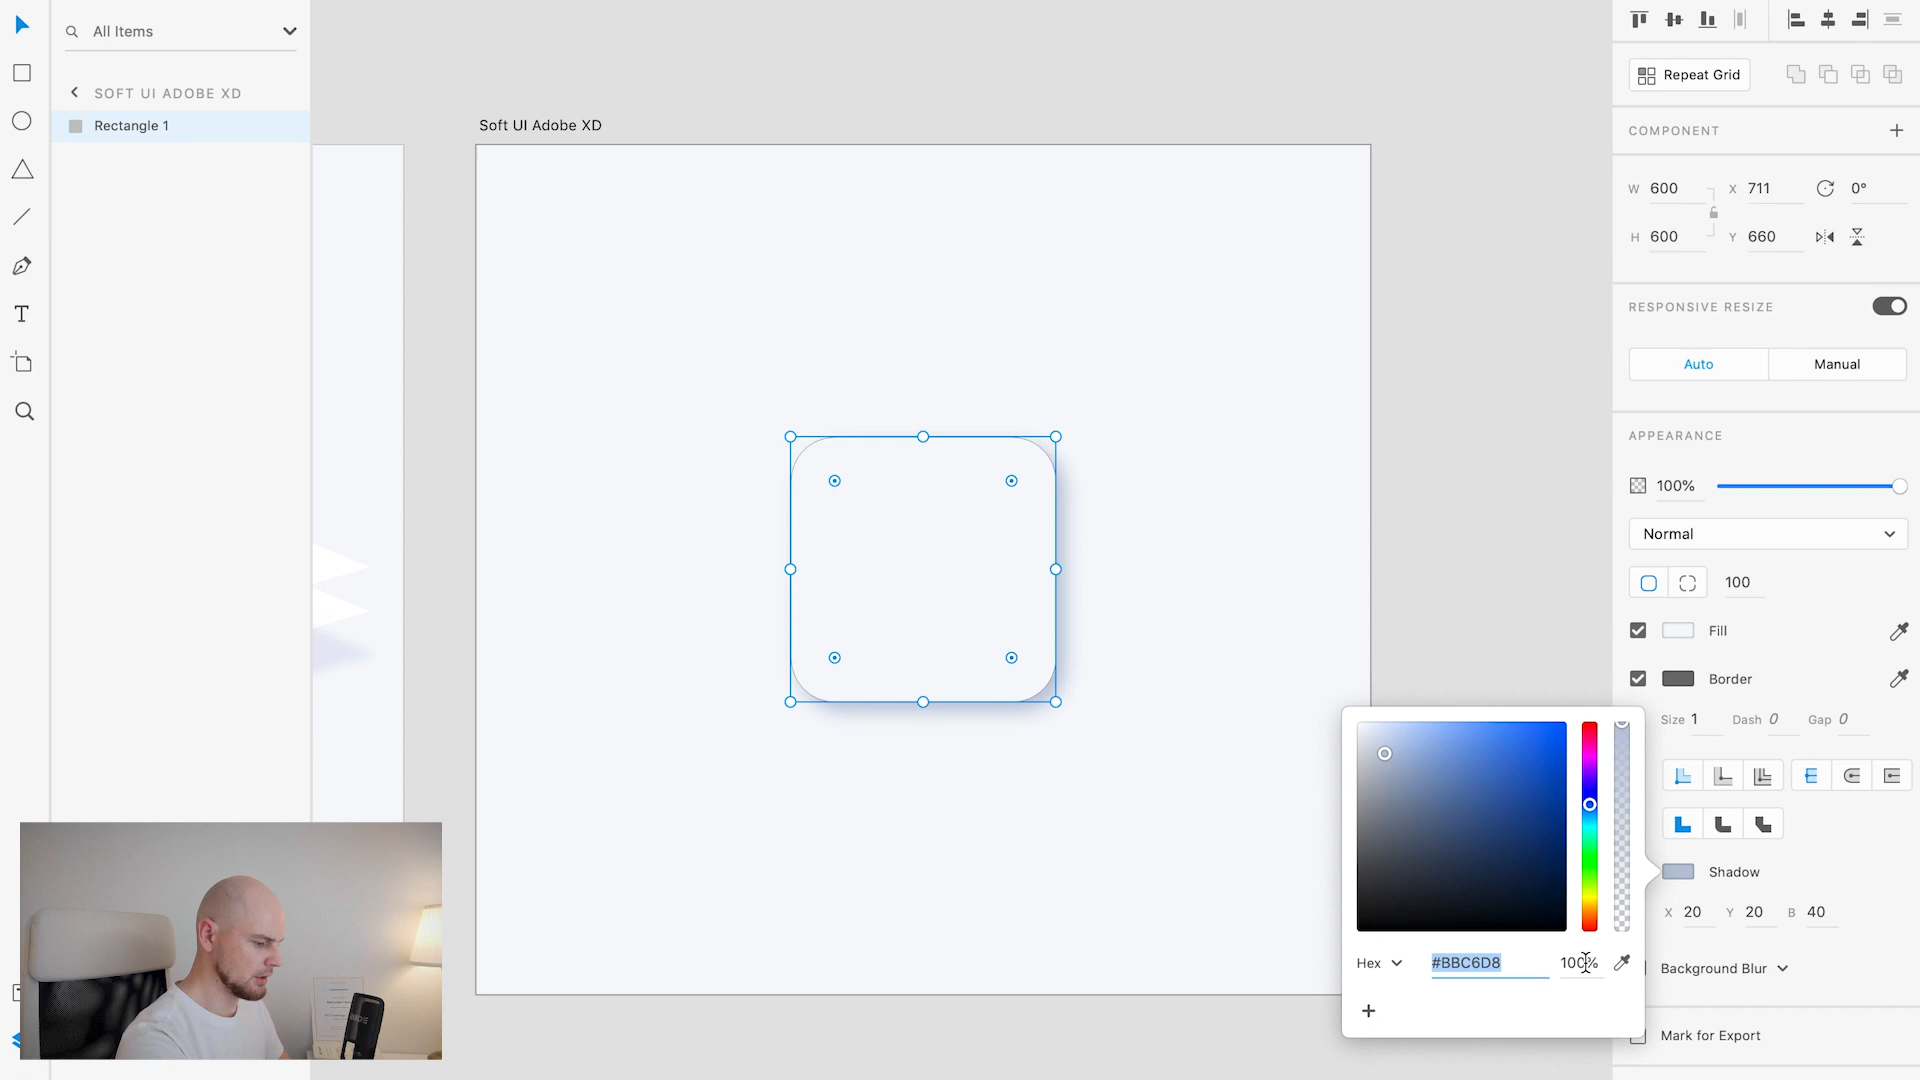 All Items
SOFT UI ADOBE XD
Rectangle 1
Soft UI Adobe XD
Repeat Grid
COMPONENT
W 600 X 711 0°
H 600 Y 660
RESPONSIVE RESIZE
Auto Manual
APPEARANCE
100%
Normal
100
Fill
Border
Size 1 Dash 0 Gap 0
Shadow
X 20 Y 20 B 40
Hex #BBC6D8 100%
Background Blur
Mark for Export